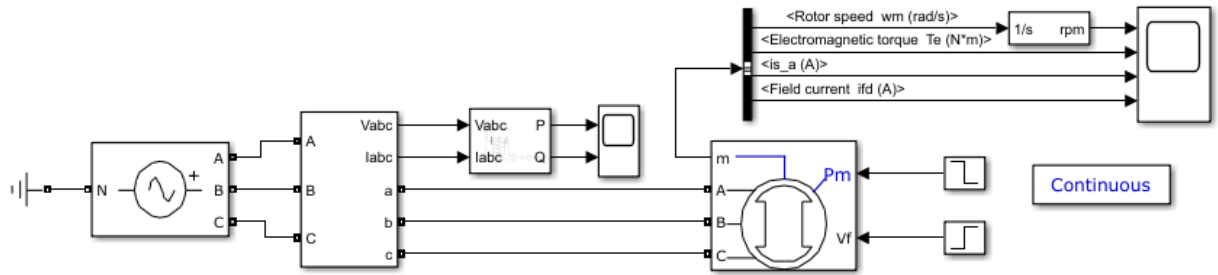 <Rotor speed wm (rad/s)>
1/s rpm
<Electromagnetic torque Te (N*m)>
<is_a (A)>
<Field current ifd (A)>
N
+
A
B
C
A
B
C
Vabc
Iabc
a
b
c
Vabc P
Iabc Q
m
A
B
C
Pm
Vf
Continuous